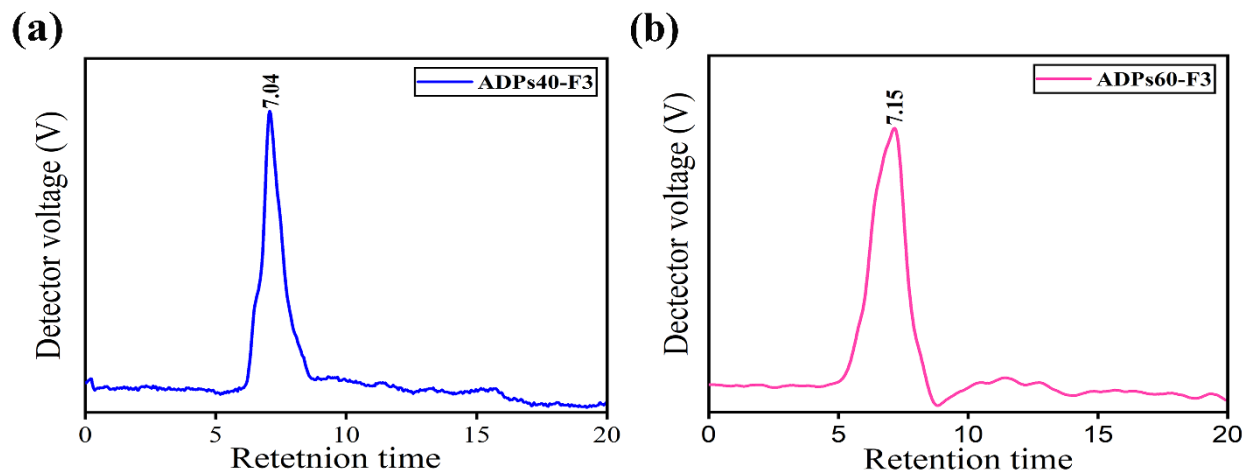 (a)
ADPs40-F3
7.04
Detector voltage (V)
0 5 10 15 20
Retetnion time
(b)
ADPs60-F3
7.15
Dectector voltage (V)
0 5 10 15 20
Retention time